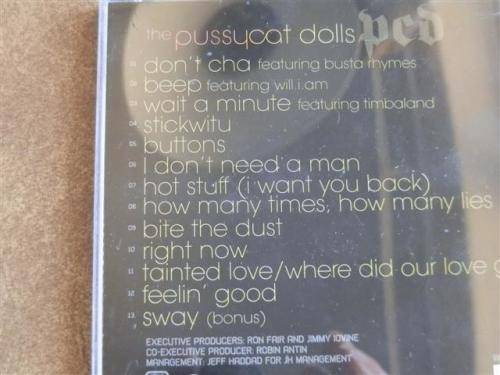 the pussycat dolls pcd
01 don't cha featuring busta rhymes
02 beep featuring will.i.am
03 wait a minute featuring timbaland
04 stickwitu
05 buttons
06 I don't need a man
07 hot stuff (i want you back)
08 how many times, how many lies
09 bite the dust
10 right now
11 tainted love/where did our love
12 feelin' good
13. sway (bonus)
EXECUTIVE PRODUCERS: RON FAIR AND JIMMY IOVINE
CO-EXECUTIVE PRODUCER: ROBIN ANTIN
MANAGEMENT: JEFF HADDAD FOR JH MANAGEMENT